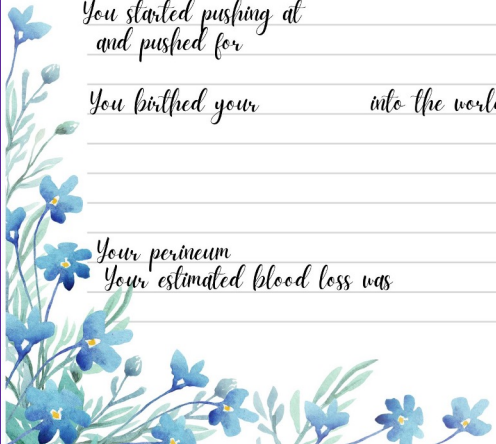 You started pushing at
and pushed for
You birthed your into the worl
Your perineum
Your estimated blood loss was